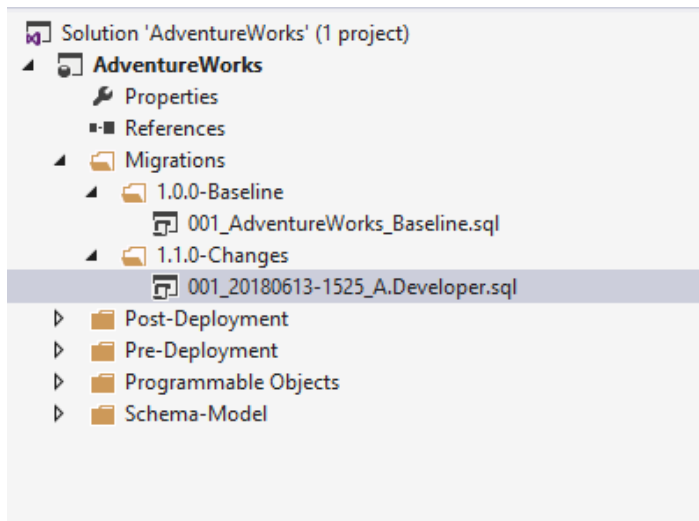 Solution 'AdventureWorks' (1 project)
AdventureWorks
Properties
References
Migrations
1.0.0-Baseline
001_AdventureWorks_Baseline.sql
1.1.0-Changes
001_20180613-1525_A.Developer.sql
Post-Deployment
Pre-Deployment
Programmable Objects
Schema-Model